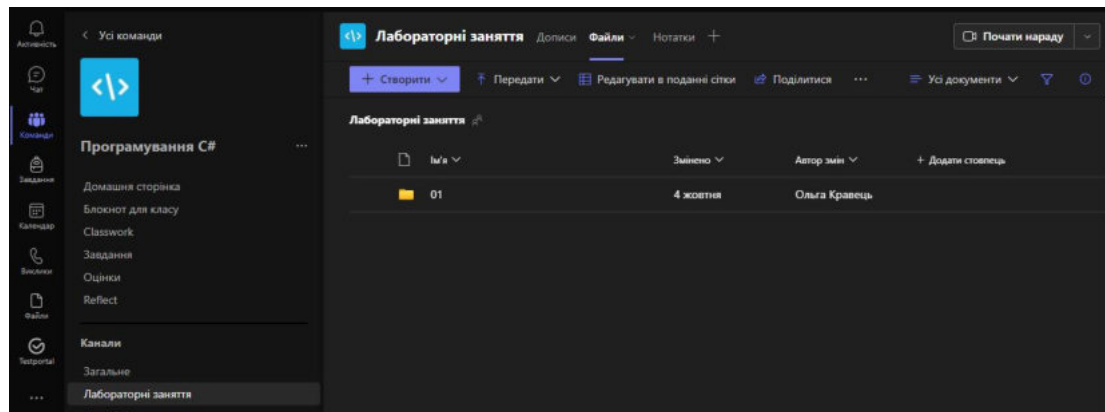 Активність
Чат
Команди
Завдання
Календар
Виклики
Файли
Testportal
Усі команди
Програмування C#
Домашня сторінка
Блокнот для класу
Classwork
Завдання
Оцінки
Reflect
Канали
Загальне
Лабораторні заняття
Лабораторні заняття Дописи Файли Нотатки Почати нараду
Створити Передати Редагувати в поданні сітки Поділитися Усі документи
Лабораторні заняття
Ім'я Змінено Автор змін + Додати стовпець
01 4 жовтня Ольга Кравець